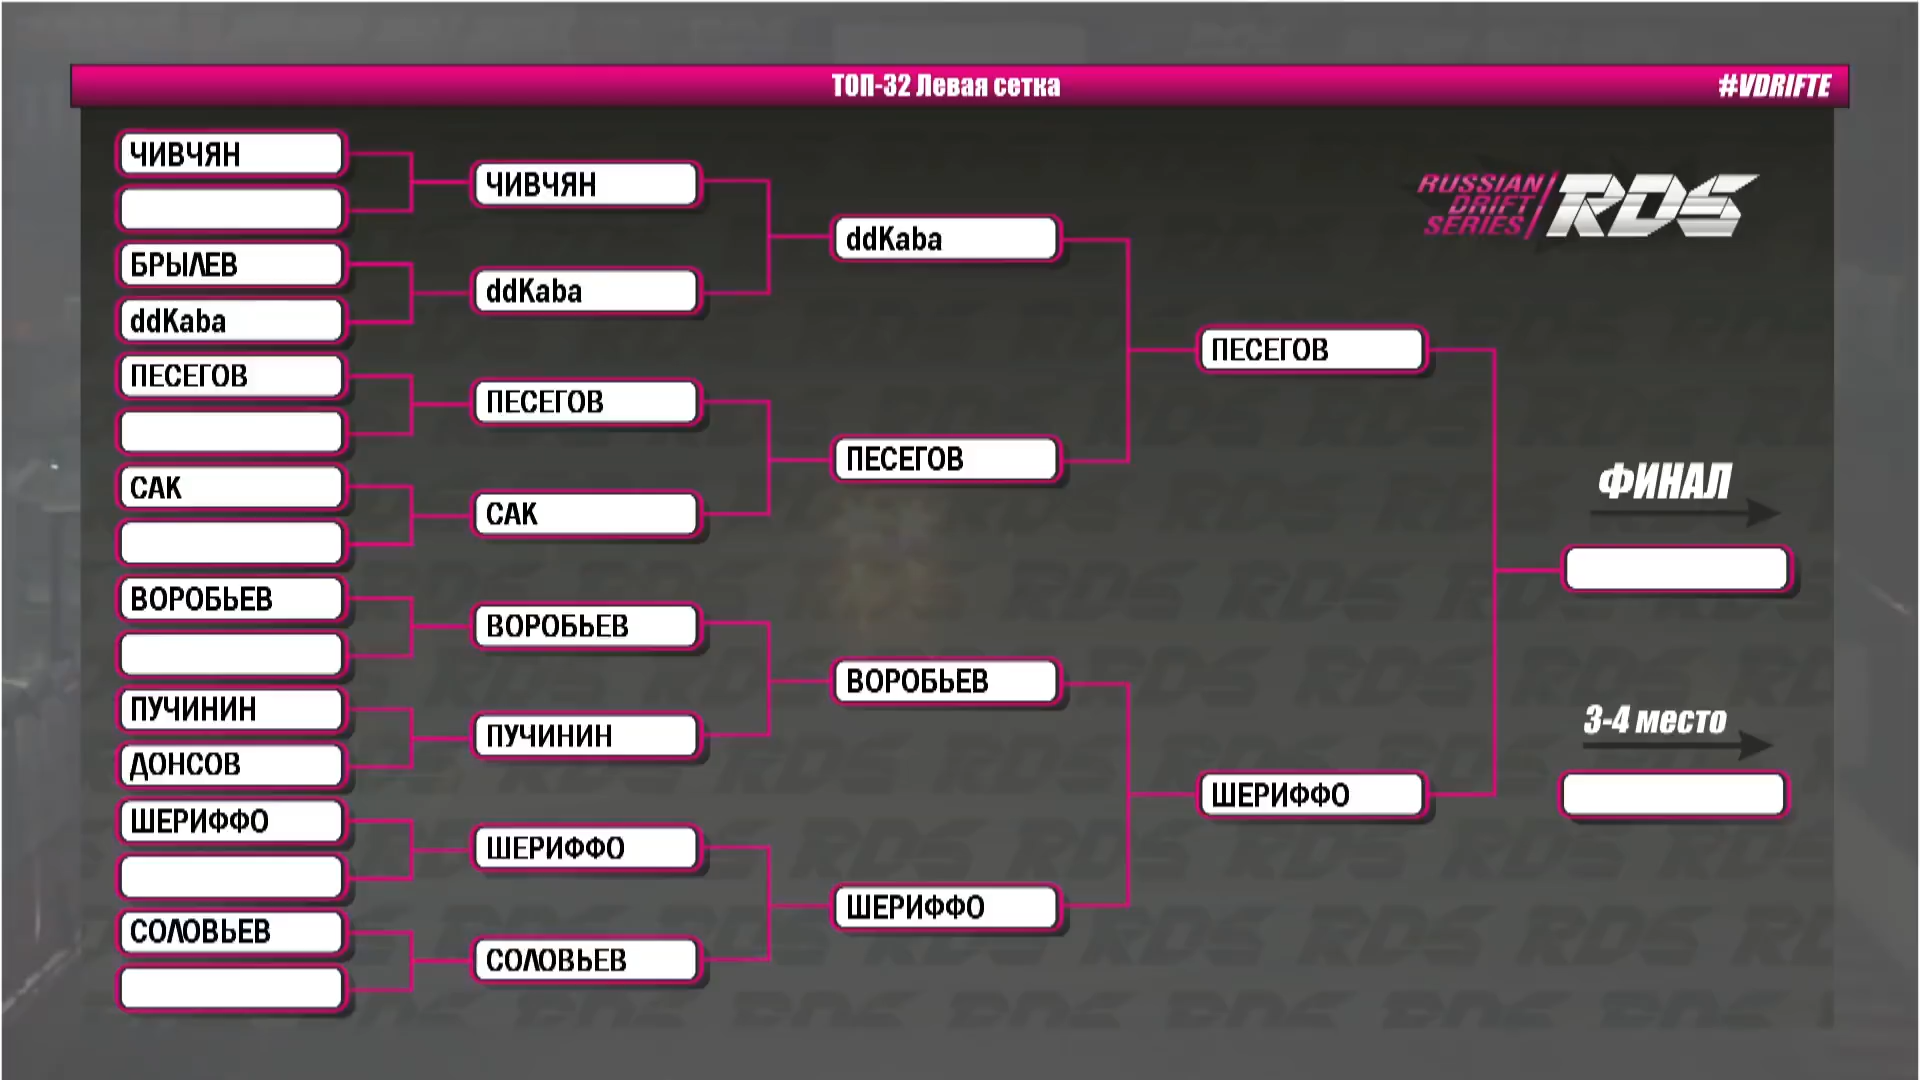 ТОП-32 Левая сетка
#VDRIFTE
RUSSIAN
DRIFT
SERIES
RDS
ЧИВЧЯН
БРЫЛЕВ
ddKaba
ПЕСЕГОВ
САК
ВОРОБЬЕВ
ПУЧИНИН
ДОНСОВ
ШЕРИФФО
СОЛОВЬЕВ
ЧИВЧЯН
ddKaba
ПЕСЕГОВ
САК
ВОРОБЬЕВ
ПУЧИНИН
ШЕРИФФО
СОЛОВЬЕВ
ddKaba
ПЕСЕГОВ
ВОРОБЬЕВ
ШЕРИФФО
ПЕСЕГОВ
ШЕРИФФО
ФИНАЛ
3-4 место